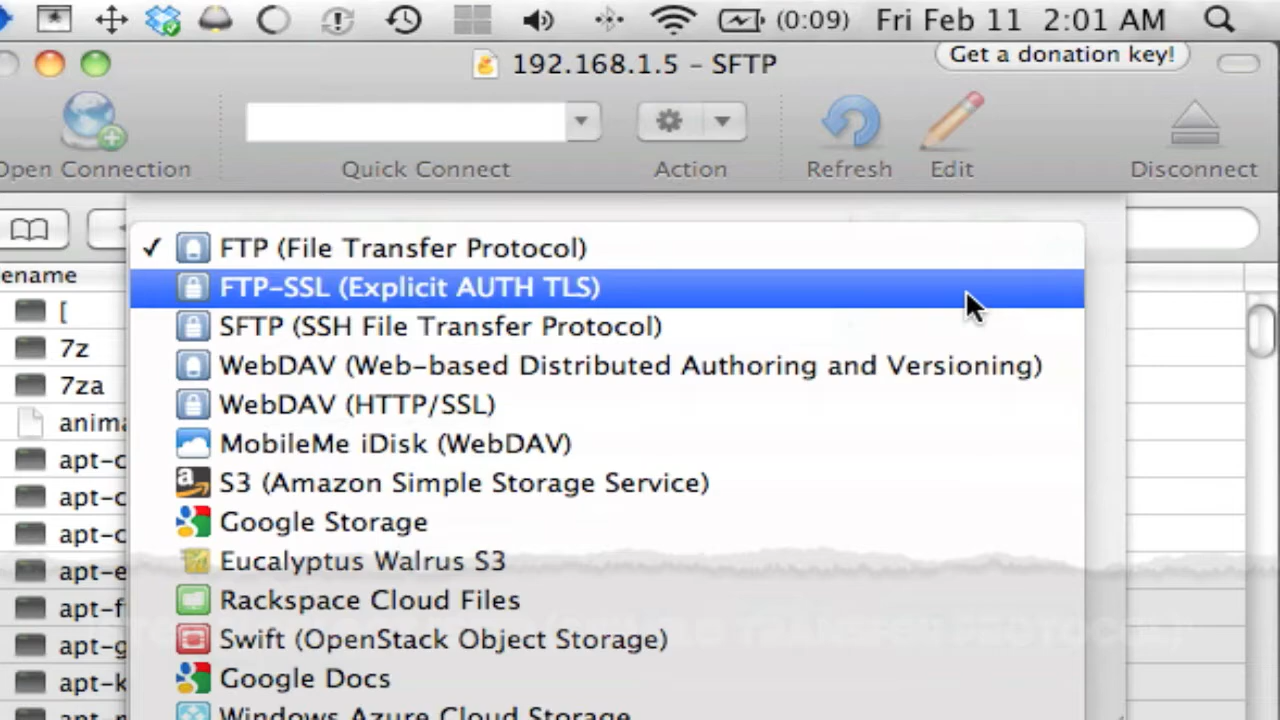 (0:09) Fri Feb 11 2:01 AM
192.168.1.5 – SFTP
Get a donation key!
Open Connection
Quick Connect
Action
Refresh
Edit
Disconnect
ename
[
7z
7za
anima
apt-c
apt-c
apt-c
apt-e
apt-f
apt-g
apt-k
✓ FTP (File Transfer Protocol)
FTP-SSL (Explicit AUTH TLS)
SFTP (SSH File Transfer Protocol)
WebDAV (Web-based Distributed Authoring and Versioning)
WebDAV (HTTP/SSL)
MobileMe iDisk (WebDAV)
S3 (Amazon Simple Storage Service)
Google Storage
Eucalyptus Walrus S3
Rackspace Cloud Files
Swift (OpenStack Object Storage)
Google Docs
Windows Azure Cloud Storage